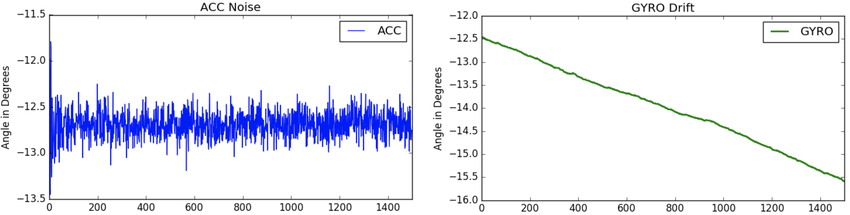 ACC Noise
ACC
Angle in Degrees
−11.5
−12.0
−12.5
−13.0
−13.5
0 200 400 600 800 1000 1200 1400
GYRO Drift
GYRO
Angle in Degrees
−12.0
−12.5
−13.0
−13.5
−14.0
−14.5
−15.0
−15.5
−16.0
0 200 400 600 800 1000 1200 1400